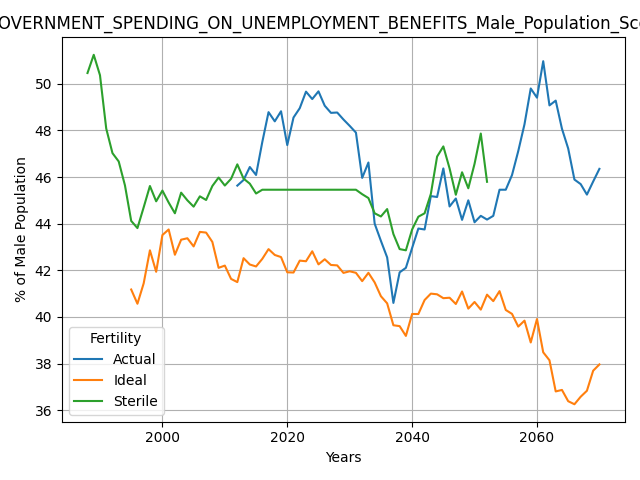 OVERNMENT_SPENDING_ON_UNEMPLOYMENT_BENEFITS_Male_Population_Sc
% of Male Population
50
48
46
44
42
40
38
36
Fertility
Actual
Ideal
Sterile
2000
2020
2040
2060
Years